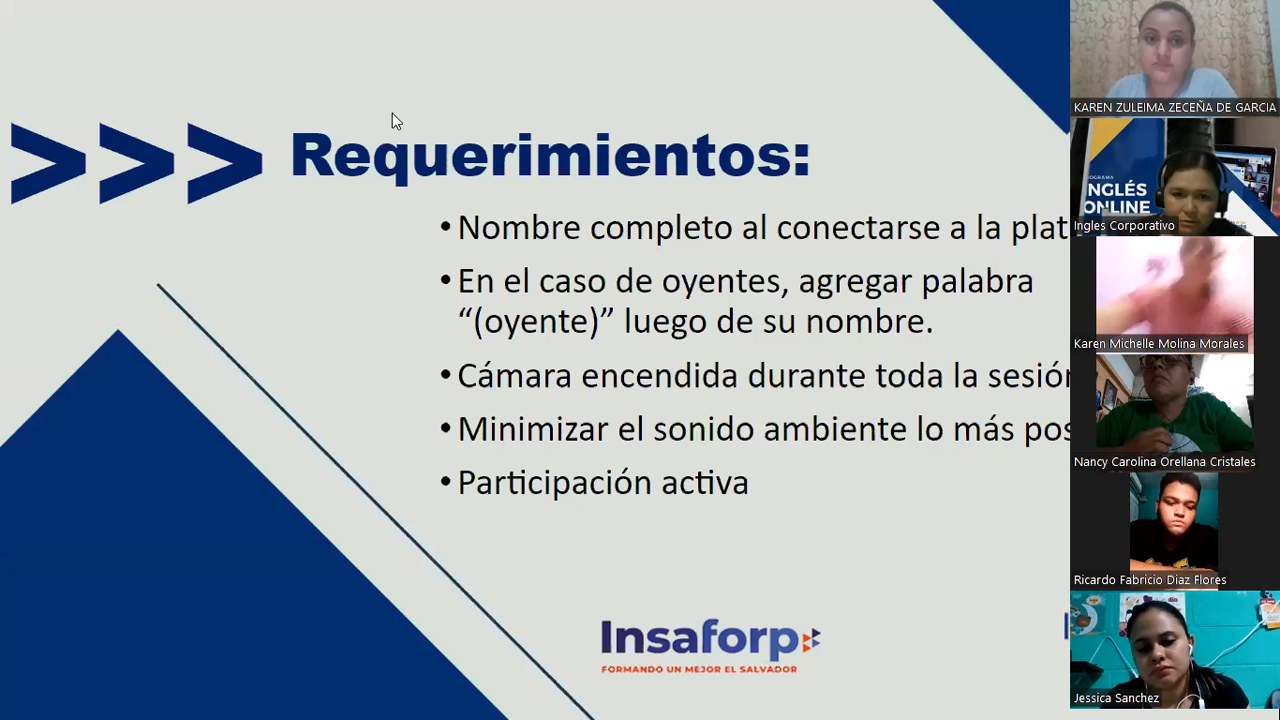 >>> Requerimientos:
• Nombre completo al conectarse a la plat
• En el caso de oyentes, agregar palabra
“(oyente)” luego de su nombre.
• Cámara encendida durante toda la sesión
• Minimizar el sonido ambiente lo más pos
• Participación activa
Insaforp
FORMANDO UN MEJOR EL SALVADOR
KAREN ZULEIMA ZECEÑA DE GARCIA
INGLÉS
ONLINE
Ingles Corporativo
Karen Michelle Molina Morales
Nancy Carolina Orellana Cristales
Ricardo Fabricio Diaz Flores
Jessica Sanchez